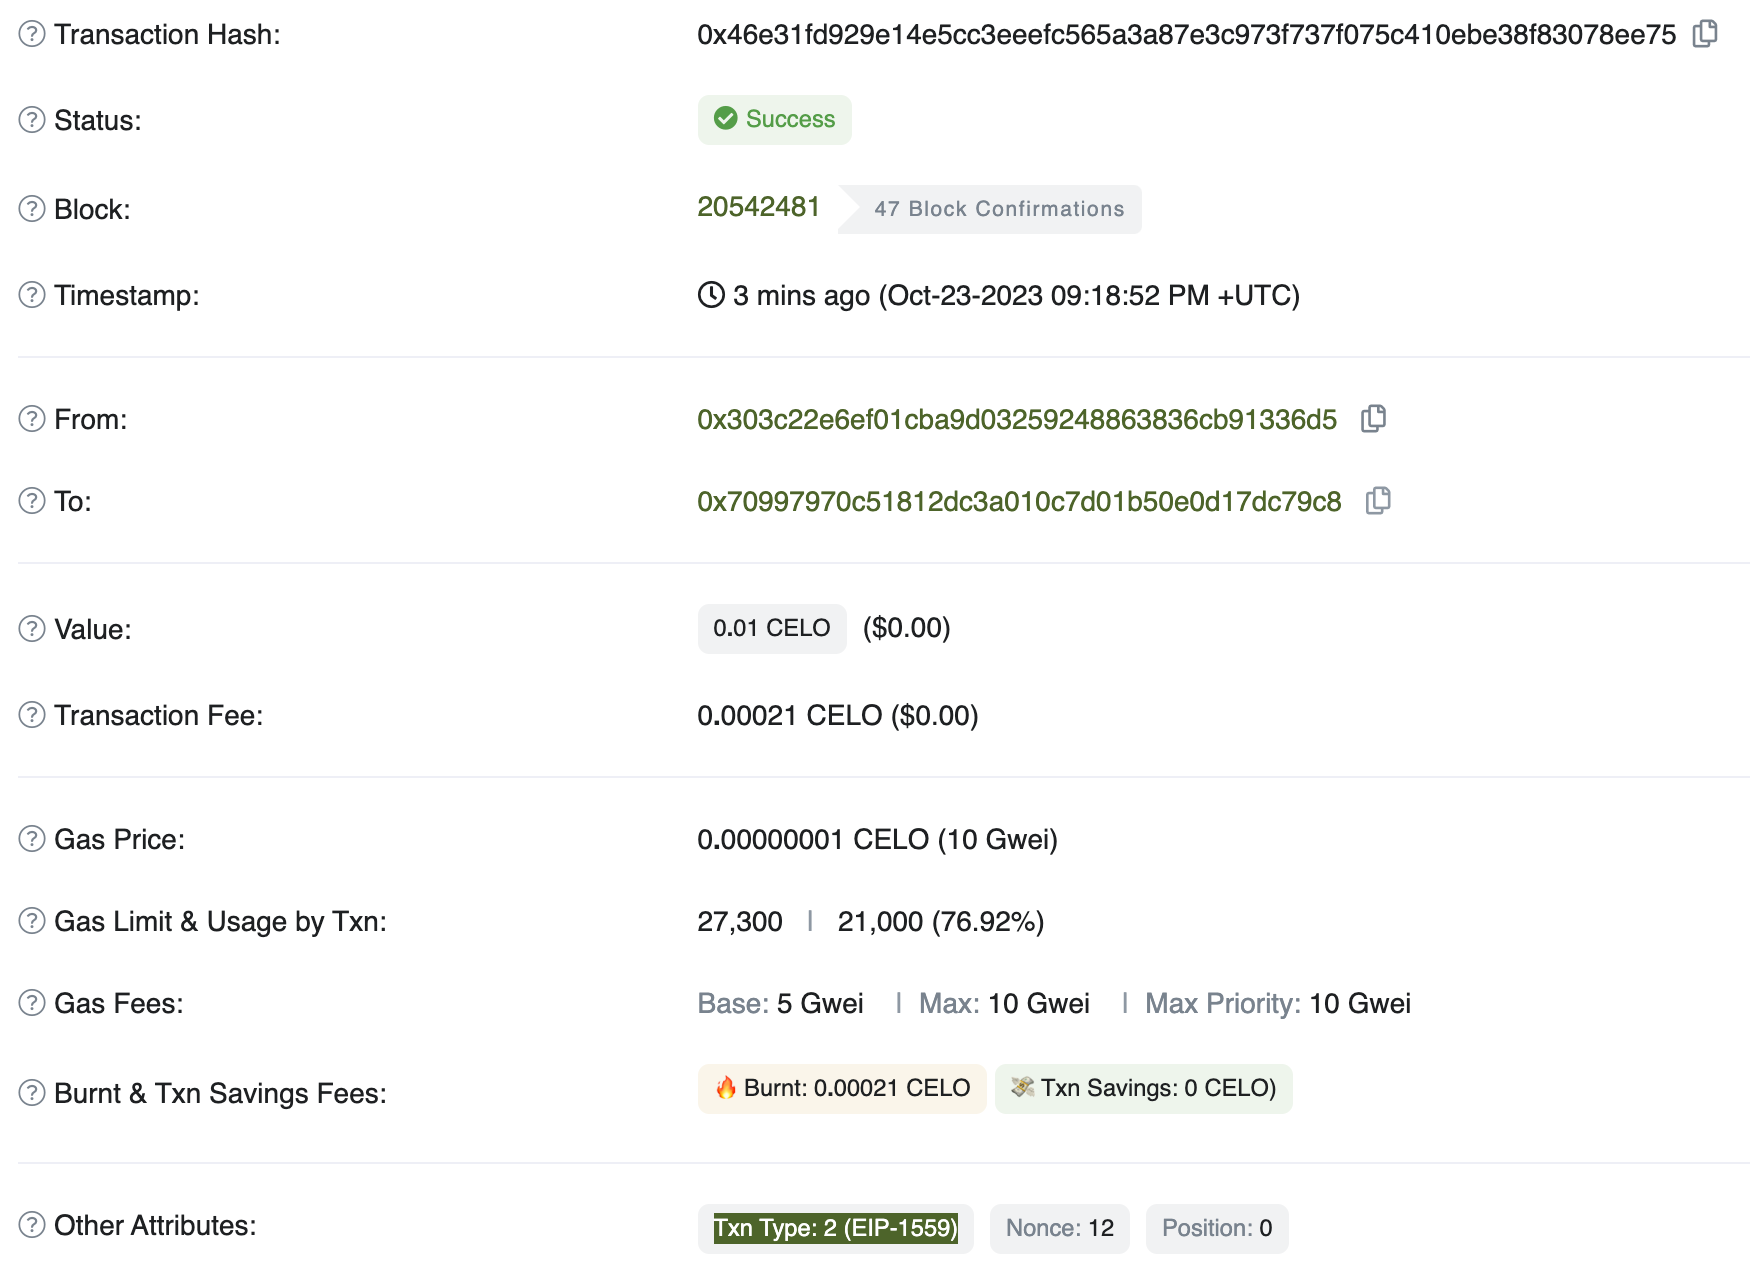 Transaction Hash: 0x46e31fd929e14e5cc3eeefc565a3a87e3c973f737f075c410ebe38f83078ee75
Status: Success
Block: 20542481 47 Block Confirmations
Timestamp: 3 mins ago (Oct-23-2023 09:18:52 PM +UTC)
From: 0x303c22e6ef01cba9d03259248863836cb91336d5
To: 0x70997970c51812dc3a010c7d01b50e0d17dc79c8
Value: 0.01 CELO ($0.00)
Transaction Fee: 0.00021 CELO ($0.00)
Gas Price: 0.00000001 CELO (10 Gwei)
Gas Limit & Usage by Txn: 27,300 | 21,000 (76.92%)
Gas Fees: Base: 5 Gwei | Max: 10 Gwei | Max Priority: 10 Gwei
Burnt & Txn Savings Fees: 🔥 Burnt: 0.00021 CELO 💸 Txn Savings: 0 CELO)
Other Attributes: Txn Type: 2 (EIP-1559) Nonce: 12 Position: 0